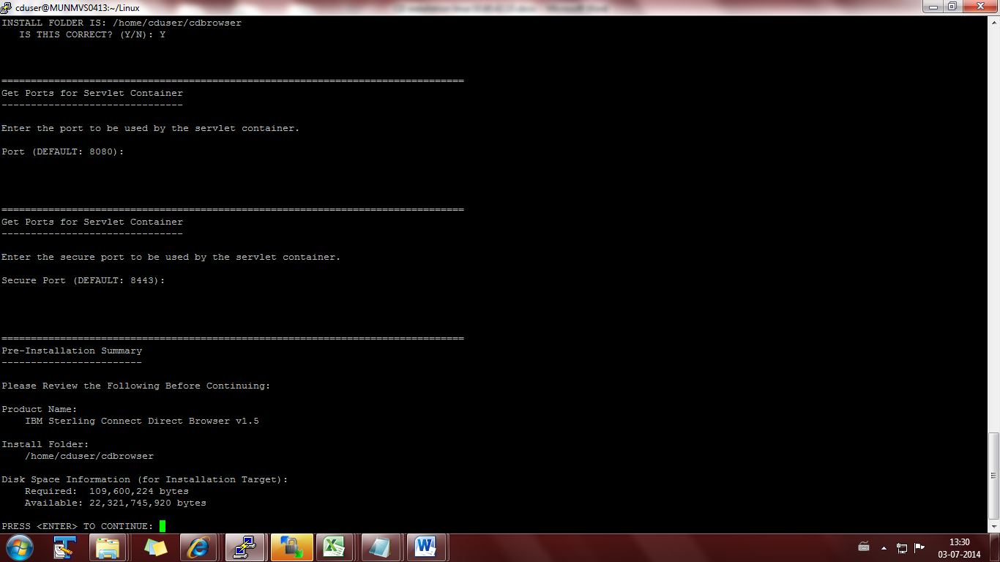 cduser@MUNMVS0413:~/Linux
INSTALL FOLDER IS: /home/cduser/cdbrowser
   IS THIS CORRECT? (Y/N): Y
===============================================================================
Get Ports for Servlet Container
-------------------------------
Enter the port to be used by the servlet container.
Port (DEFAULT: 8080):
===============================================================================
Get Ports for Servlet Container
-------------------------------
Enter the secure port to be used by the servlet container.
Secure Port (DEFAULT: 8443):
===============================================================================
Pre-Installation Summary
------------------------
Please Review the Following Before Continuing:
Product Name:
    IBM Sterling Connect Direct Browser v1.5
Install Folder:
    /home/cduser/cdbrowser
Disk Space Information (for Installation Target):
    Required:  109,600,224 bytes
    Available: 22,321,745,920 bytes
PRESS <ENTER> TO CONTINUE:
13:30
03-07-2014